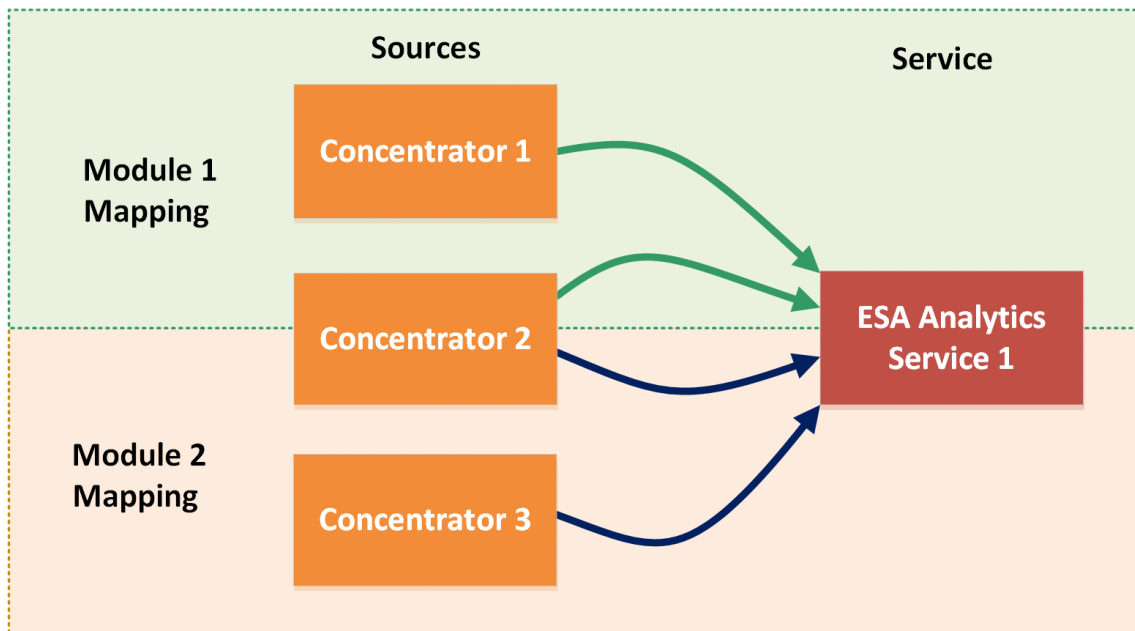 Sources
Service
Module 1
Mapping
Concentrator 1
Concentrator 2
ESA Analytics
Service 1
Module 2
Mapping
Concentrator 3